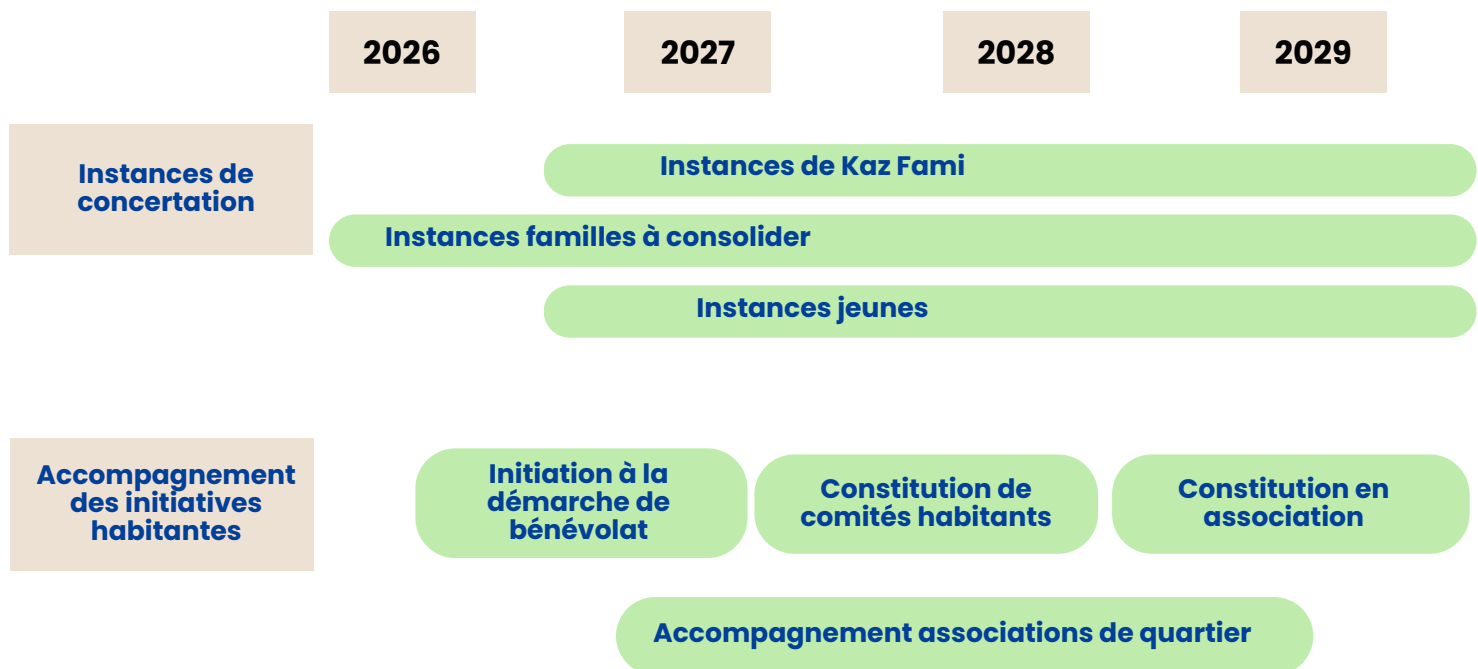 2026 2027 2028 2029
Instances de
concertation
Instances de Kaz Fami
Instances familles à consolider
Instances jeunes
Accompagnement
des initiatives
habitantes
Initiation à la
démarche de
bénévolat
Constitution de
comités habitants
Constitution en
association
Accompagnement associations de quartier